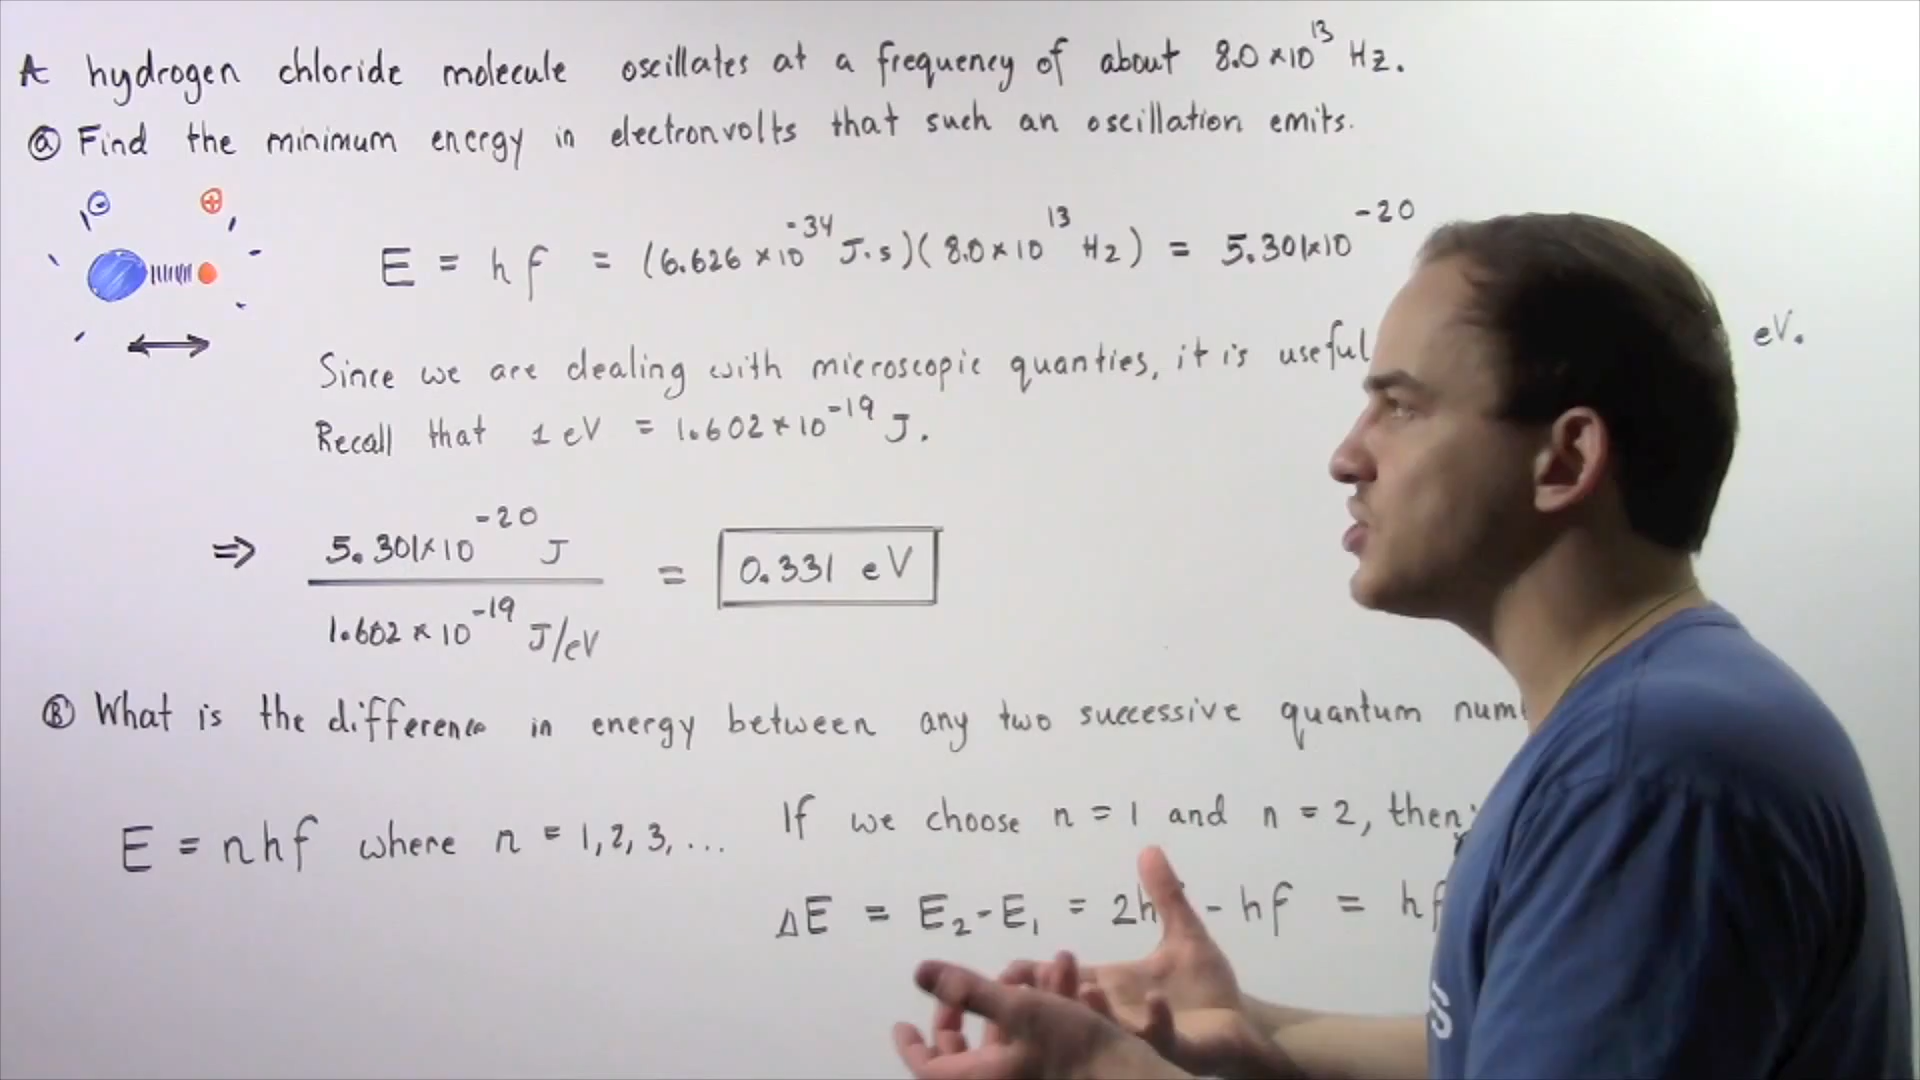 A hydrogen chloride molecule oscillates at a frequency of about 8.0 × 10¹³ Hz.
ⓐ Find the minimum energy in electronvolts that such an oscillation emits.
⊖ ⊕
E = hf = (6.626 × 10⁻³⁴ J·s)(8.0 × 10¹³ Hz) = 5.301×10⁻²⁰
Since we are dealing with microscopic quanties, it is useful eV.
Recall that 1 eV = 1.602 × 10⁻¹⁹ J.
⇒ 5.301×10⁻²⁰ J
1.602 × 10⁻¹⁹ J/eV
= 0.331 eV
Ⓑ What is the difference in energy between any two successive quantum
If we choose n = 1 and n = 2, then:
E = nhf where n = 1, 2, 3, ...
ΔE = E₂ - E₁ = 2h - hf = hf